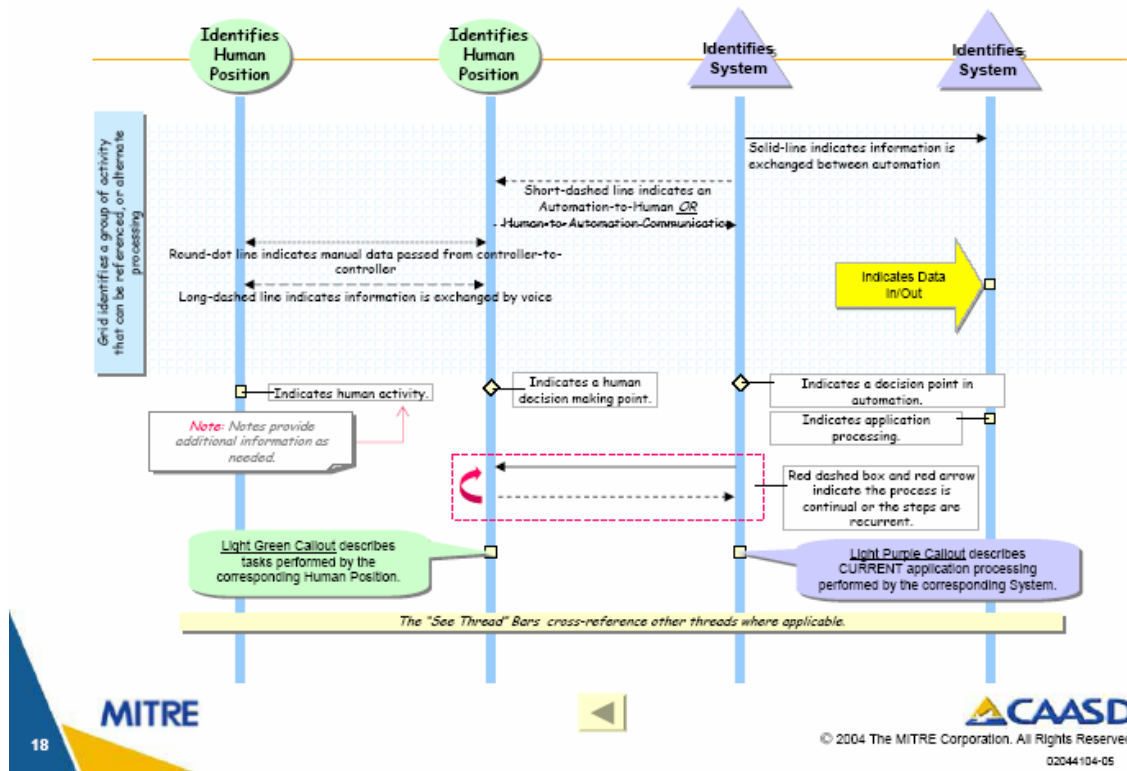 Identifies
Human
Position
Identifies
Human
Position
Identifies
System
Identifies
System
Grid identifies a group of activity
that can be referenced, or alternate
processing
Solid-line indicates information is
exchanged between automation
Short-dashed line indicates an
Automation-to-Human OR
Human-to-Automation Communication
Round-dot line indicates manual data passed from controller-to-
controller
Long-dashed line indicates information is exchanged by voice
Indicates Data
In/Out
Indicates human activity.
Indicates a human
decision making point.
Indicates a decision point in
automation.
Indicates application
processing.
Note: Notes provide
additional information as
needed.
Red dashed box and red arrow
indicate the process is
continual or the steps are
recurrent.
Light Green Callout describes
tasks performed by the
corresponding Human Position.
Light Purple Callout describes
CURRENT application processing
performed by the corresponding System.
The "See Thread" Bars cross-reference other threads where applicable.
18
MITRE
CAASD
© 2004 The MITRE Corporation. All Rights Reserve
02044104-05